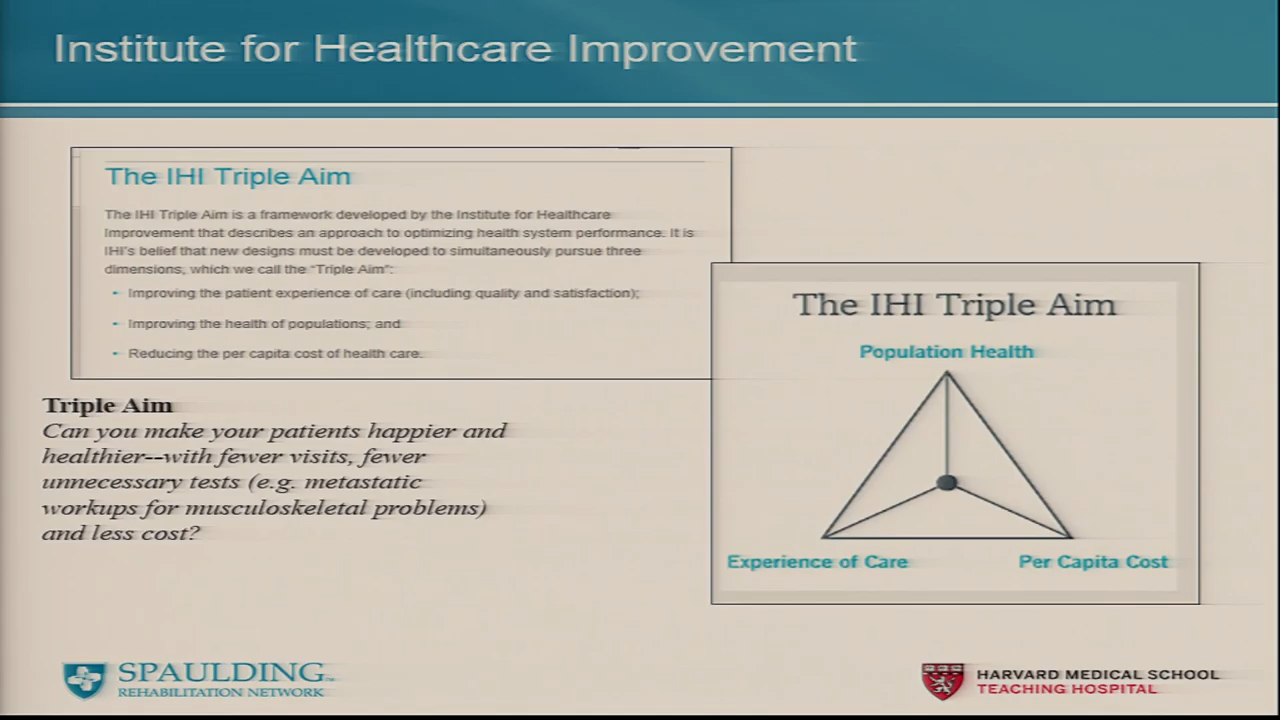 Institute for Healthcare Improvement
The IHI Triple Aim
The IHI Triple Aim is a framework developed by the Institute for Healthcare
Improvement that describes an approach to optimizing health system performance. It is
IHI's belief that new designs must be developed to simultaneously pursue three
dimensions, which we call the "Triple Aim":
• Improving the patient experience of care (including quality and satisfaction);
• Improving the health of populations; and
• Reducing the per capita cost of health care.
Triple Aim
Can you make your patients happier and
healthier--with fewer visits, fewer
unnecessary tests (e.g. metastatic
workups for musculoskeletal problems)
and less cost?
The IHI Triple Aim
Population Health
Experience of Care
Per Capita Cost
SPAULDING
REHABILITATION NETWORK
HARVARD MEDICAL SCHOOL
TEACHING HOSPITAL